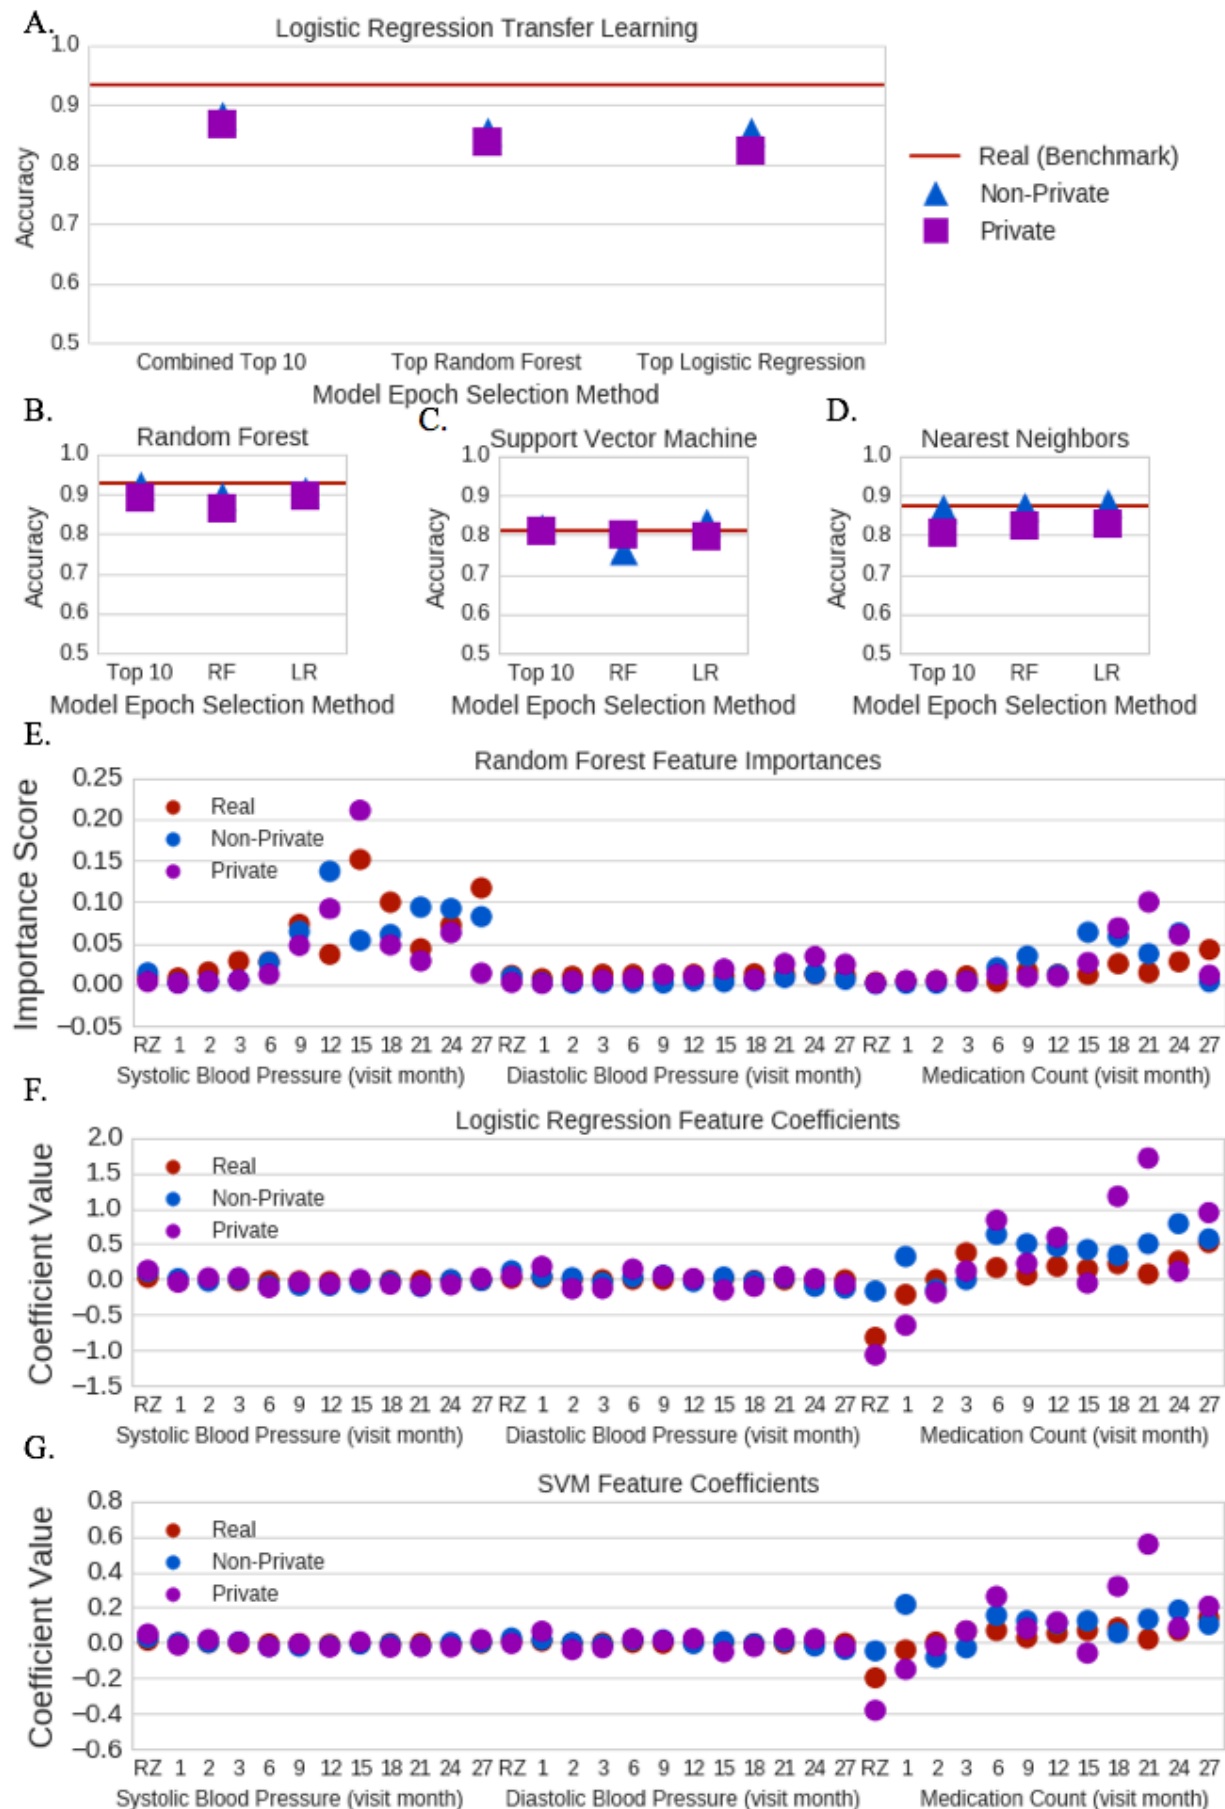 A.
Logistic Regression Transfer Learning
1.0
0.9
0.8
0.7
0.6
0.5
Accuracy
Combined Top 10 Top Random Forest Top Logistic Regression
Model Epoch Selection Method
Real (Benchmark)
Non-Private
Private
B.
Random Forest
1.0
0.9
0.8
0.7
0.6
0.5
Accuracy
Top 10 RF LR
Model Epoch Selection Method
C.
Support Vector Machine
1.0
0.9
0.8
0.7
0.6
0.5
Accuracy
Top 10 RF LR
Model Epoch Selection Method
D.
Nearest Neighbors
1.0
0.9
0.8
0.7
0.6
0.5
Accuracy
Top 10 RF LR
Model Epoch Selection Method
E.
Random Forest Feature Importances
0.25
0.20
0.15
0.10
0.05
0.00
−0.05
Importance Score
Real
Non-Private
Private
RZ 1 2 3 6 9 12 15 18 21 24 27 RZ 1 2 3 6 9 12 15 18 21 24 27 RZ 1 2 3 6 9 12 15 18 21 24 27
Systolic Blood Pressure (visit month) Diastolic Blood Pressure (visit month) Medication Count (visit month)
F.
Logistic Regression Feature Coefficients
2.0
1.5
1.0
0.5
0.0
−0.5
−1.0
−1.5
Coefficient Value
Real
Non-Private
Private
RZ 1 2 3 6 9 12 15 18 21 24 27 RZ 1 2 3 6 9 12 15 18 21 24 27 RZ 1 2 3 6 9 12 15 18 21 24 27
Systolic Blood Pressure (visit month) Diastolic Blood Pressure (visit month) Medication Count (visit month)
G.
SVM Feature Coefficients
0.8
0.6
0.4
0.2
0.0
−0.2
−0.4
−0.6
Coefficient Value
Real
Non-Private
Private
RZ 1 2 3 6 9 12 15 18 21 24 27 RZ 1 2 3 6 9 12 15 18 21 24 27 RZ 1 2 3 6 9 12 15 18 21 24 27
Systolic Blood Pressure (visit month) Diastolic Blood Pressure (visit month) Medication Count (visit month)